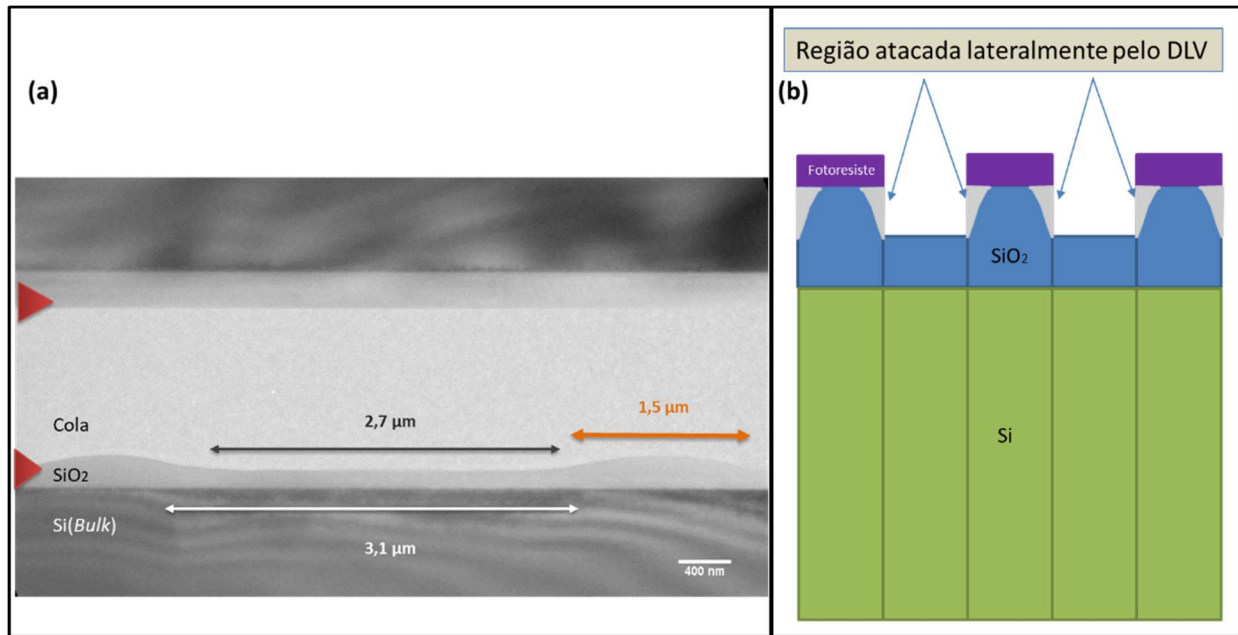 (a)
Cola
2,7 µm
1,5 µm
SiO2
Si(Bulk)
3,1 µm
400 nm
Região atacada lateralmente pelo DLV
(b)
Fotoresiste
SiO2
Si